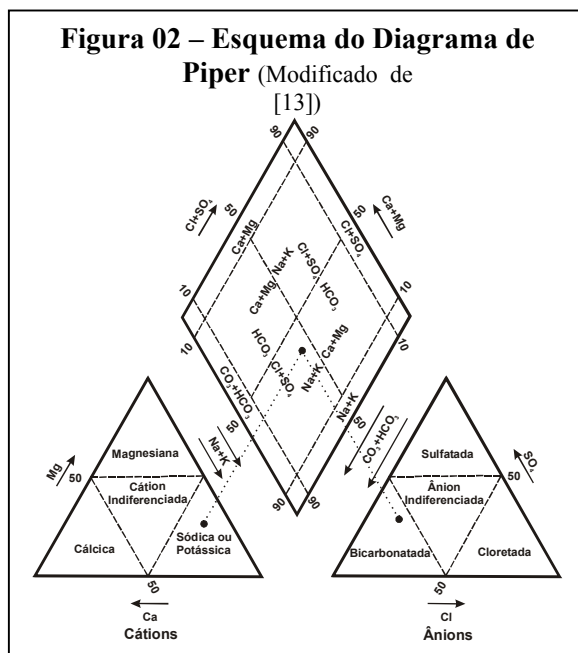 Figura 02 – Esquema do Diagrama de
Piper (Modificado de
[13])
90
90
Cl+SO₄
50
Ca+Mg
50
Ca+Mg
Cl+SO₄
Ca+Mg Na+K
Cl+SO₄ HCO₃
10
10
10
10
HCO₃ Cl+SO₄
Na+K Ca+Mg
CO₃+HCO₃
Na+K
50
Na+K
50
CO₃+HCO₃
90
90
Mg
50
Magnesiana
Cátion
Indiferenciada
Cálcica
Sódica ou
Potássica
50
Ca
Cátions
SO₄
50
Sulfatada
Ânion
Indiferenciada
Bicarbonatada
Cloretada
50
Cl
Ânions